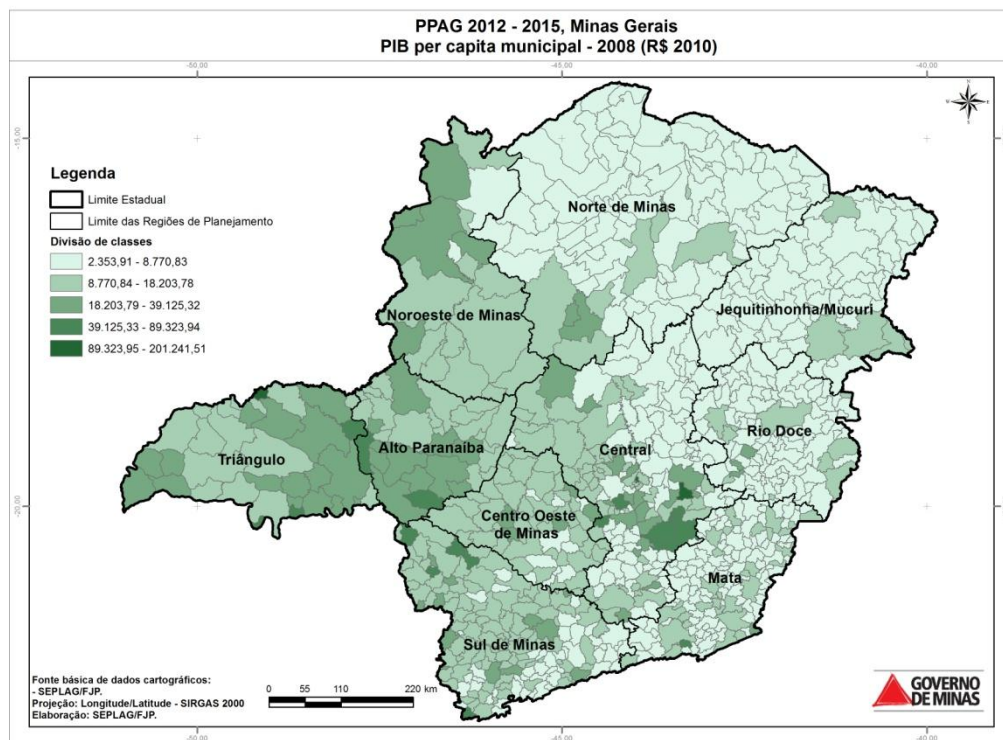 PPAG 2012 - 2015, Minas Gerais
PIB per capita municipal - 2008 (R$ 2010)
-50,00
-45,00
-40,00
-15,00
-20,00
Legenda
Limite Estadual
Limite das Regiões de Planejamento
Divisão de classes
2.353,91 - 8.770,83
8.770,84 - 18.203,78
18.203,79 - 39.125,32
39.125,33 - 89.323,94
89.323,95 - 201.241,51
Norte de Minas
Jequitinhonha/Mucuri
Noroeste de Minas
Rio Doce
Alto Paranaíba
Central
Triângulo
Centro Oeste
de Minas
Mata
Sul de Minas
Fonte básica de dados cartográficos:
- SEPLAG/FJP.
Projeção: Longitude/Latitude - SIRGAS 2000
Elaboração: SEPLAG/FJP.
0 55 110 220 km
GOVERNO
DE MINAS
-15,00
-20,00
-50,00
-45,00
-40,00